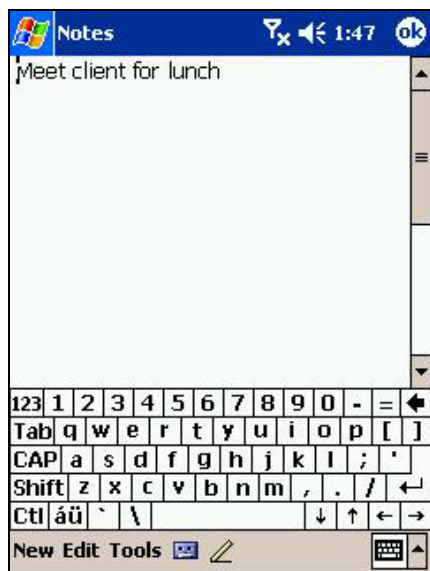 Notes 1:47 ok
Meet client for lunch
123 1 2 3 4 5 6 7 8 9 0 - =
Tab q w e r t y u i o p [ ]
CAP a s d f g h j k l ; '
Shift z x c v b n m , . /
Ctl áü ` \ ↓ ↑ ← →
New Edit Tools